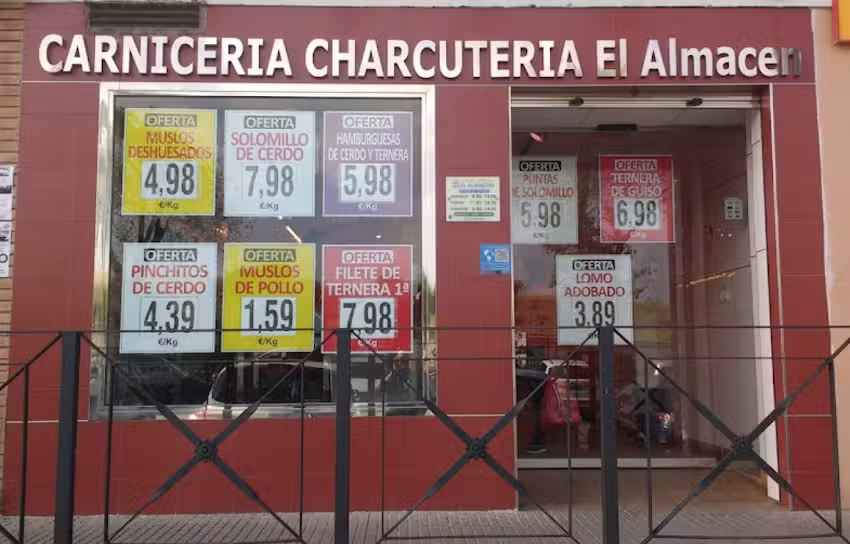 CARNICERIA CHARCUTERIA El Almacen
OFERTA
MUSLOS
DESHUESADOS
4,98
€/Kg
OFERTA
SOLOMILLO
DE CERDO
7,98
€/Kg
OFERTA
HAMBURGUESAS
DE CERDO Y TERNERA
5,98
€/Kg
OFERTA
PINCHITOS
DE CERDO
4,39
€/Kg
OFERTA
MUSLOS
DE POLLO
1,59
€/Kg
OFERTA
FILETE DE
TERNERA 1ª
7,98
€/Kg
OFERTA
PUNTAS
DE SOLOMILLO
5,98
€/Kg
OFERTA
TERNERA
DE GUISO
6,98
€/Kg
OFERTA
LOMO
ADOBADO
3,89